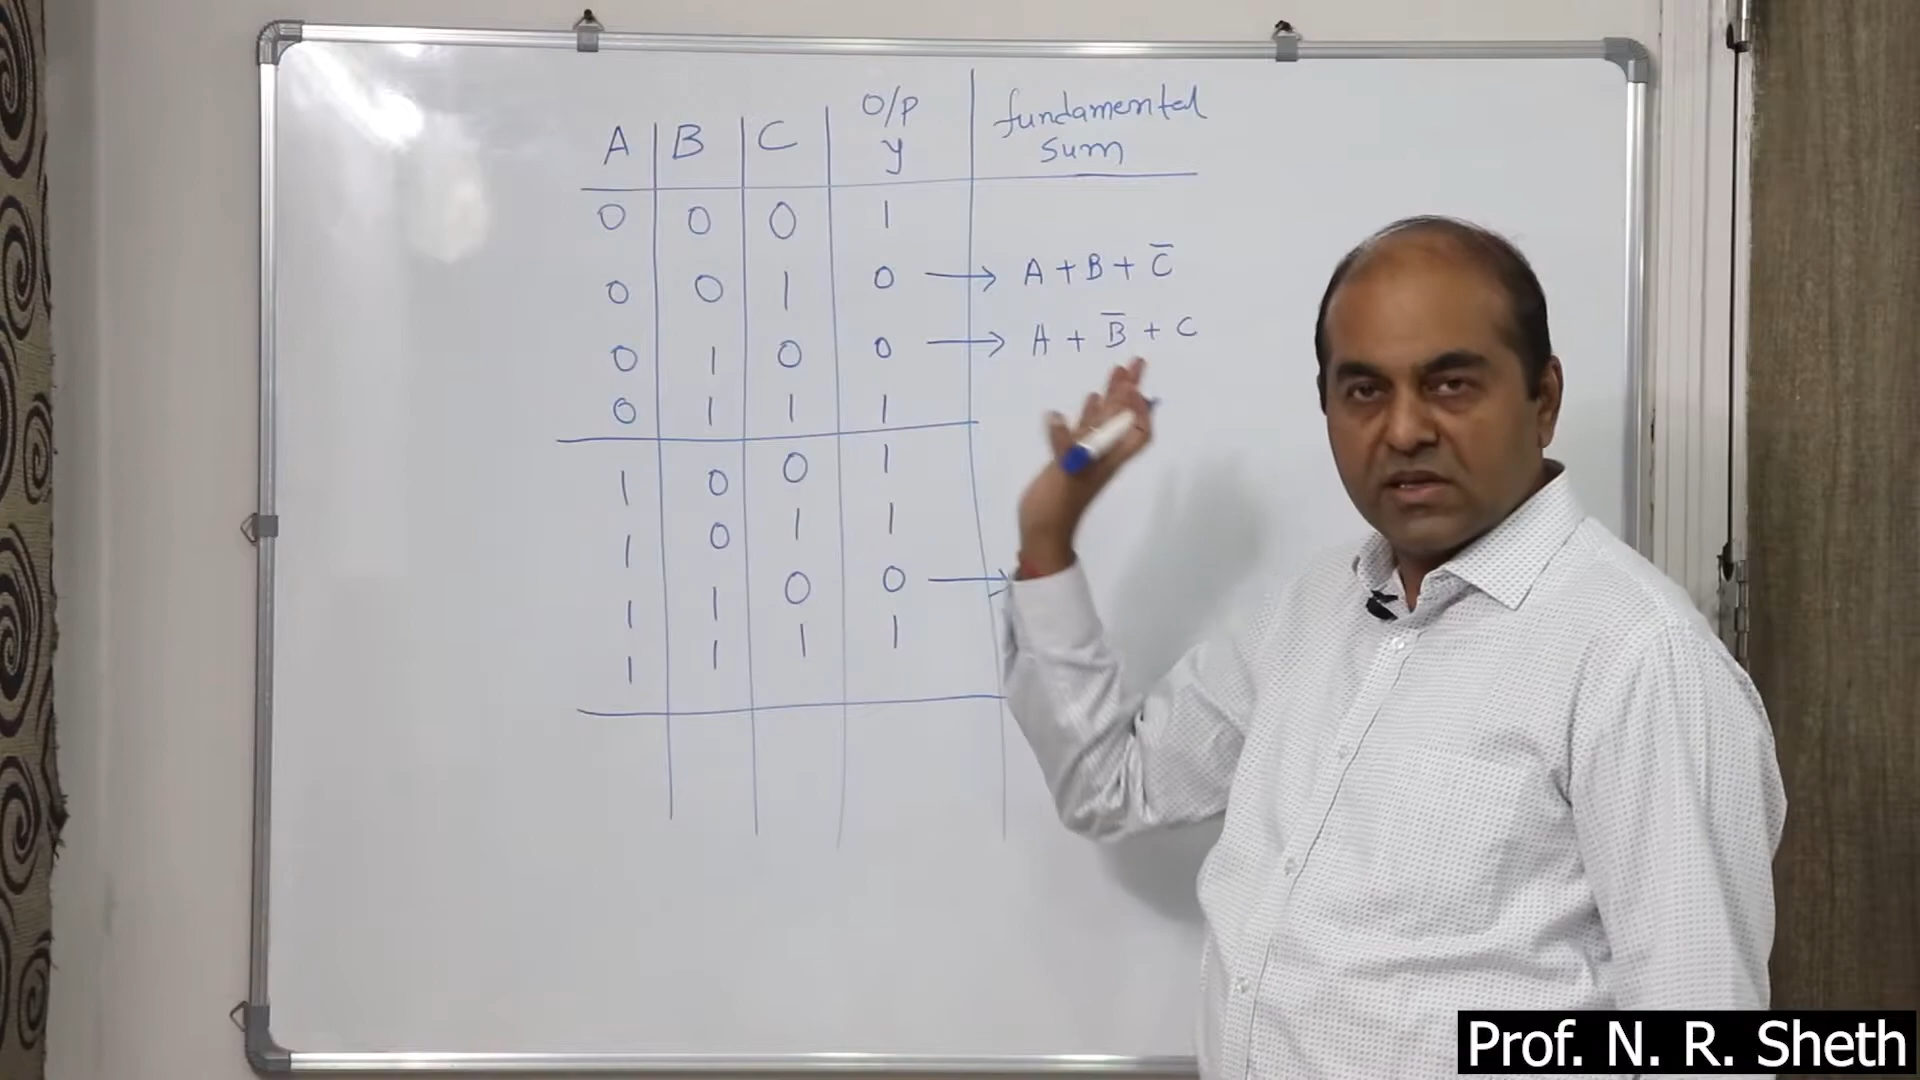 A B C O/P y fundamental sum
0 0 0 1
0 0 1 0 → A + B + C̅
0 1 0 0 → A + B̅ + C
0 1 1 1
1 0 0 1
1 0 1 1
1 1 0 0 →
1 1 1 1
Prof. N. R. Sheth